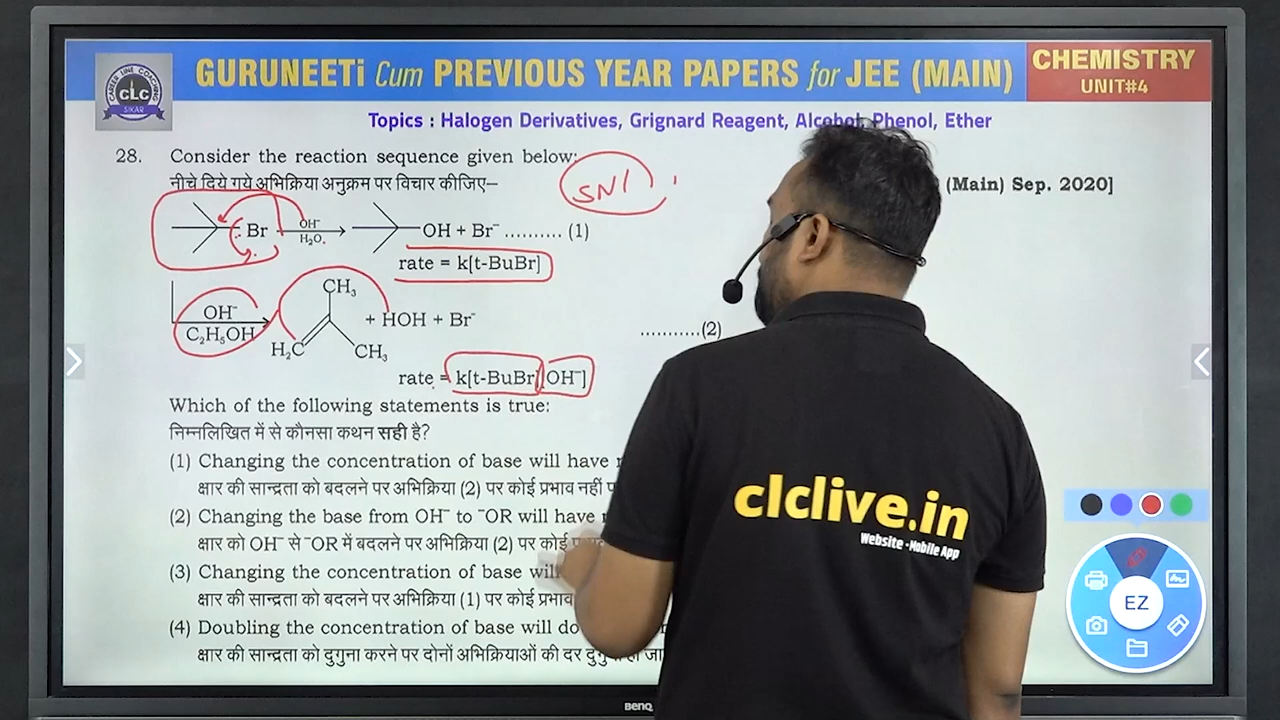 CAREER LINE COACHING
CLC
SIKAR
GURUNEETi Cum PREVIOUS YEAR PAPERS for JEE (MAIN)
CHEMISTRY
UNIT#4
Topics : Halogen Derivatives, Grignard Reagent, Alcohol, Phenol, Ether
28. Consider the reaction sequence given below:
नीचे दिये गये अभिक्रिया अनुक्रम पर विचार कीजिए–
SN1
(Main) Sep. 2020]
Br OH⁻ H₂O OH + Br⁻ .......... (1)
rate = k[t-BuBr]
CH₃
OH⁻
C₂H₅OH
H₂C
CH₃
+ HOH + Br⁻
...........(2)
rate = k[t-BuBr][OH⁻]
Which of the following statements is true:
निम्नलिखित में से कौनसा कथन सही है?
(1) Changing the concentration of base will have
क्षार की सान्द्रता को बदलने पर अभिक्रिया (2) पर कोई प्रभाव नहीं
(2) Changing the base from OH⁻ to ⁻OR will have
क्षार को OH⁻ से ⁻OR में बदलने पर अभिक्रिया (2) पर कोई
(3) Changing the concentration of base will
क्षार की सान्द्रता को बदलने पर अभिक्रिया (1) पर कोई प्रभाव
(4) Doubling the concentration of base will
क्षार की सान्द्रता को दुगुना करने पर दोनों अभिक्रियाओं की दर
clclive.in
Website - Mobile App
EZ
BenQ